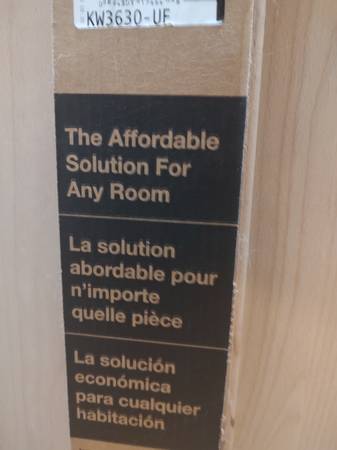 KW3630-UF
The Affordable
Solution For
Any Room
La solution
abordable pour
n'importe
quelle pièce
La solución
económica
para cualquier
habitación